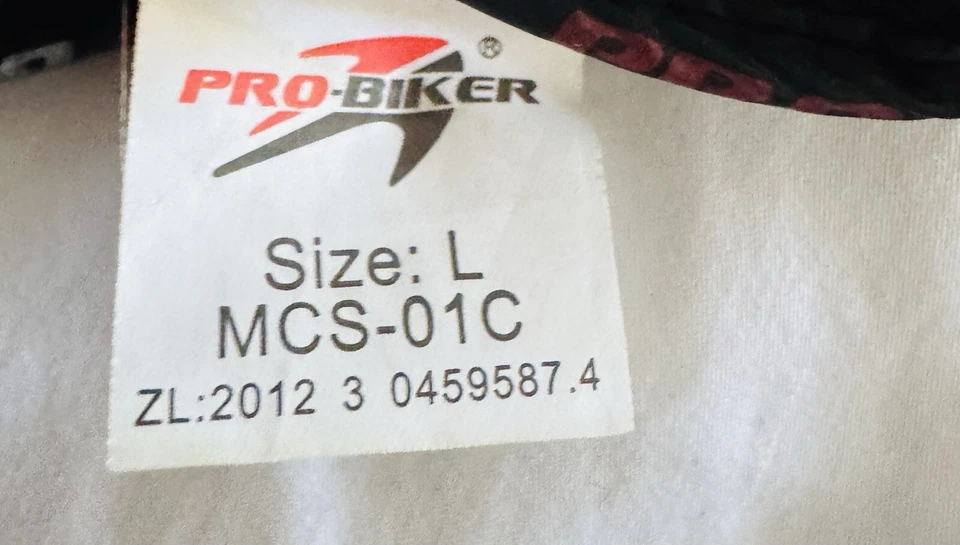 PRO-BIKER®
Size: L
MCS-01C
ZL:2012 3 0459587.4